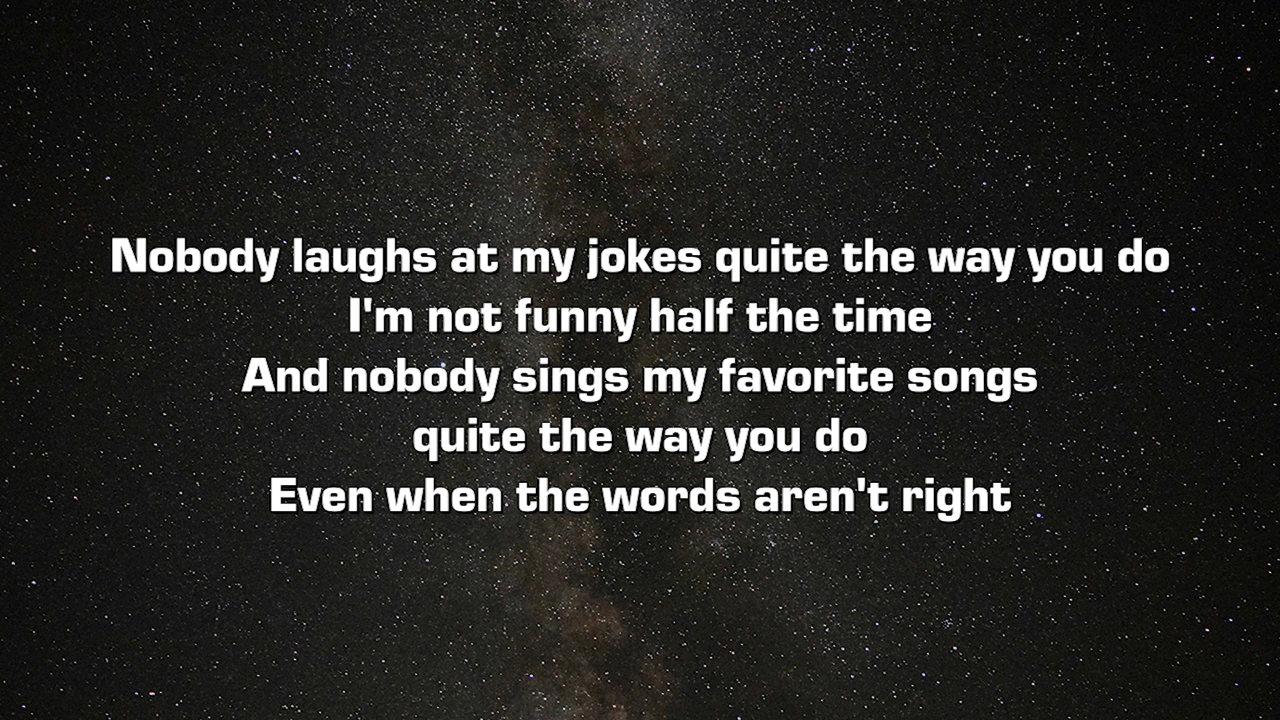 Nobody laughs at my jokes quite the way you do
I'm not funny half the time
And nobody sings my favorite songs
quite the way you do
Even when the words aren't right